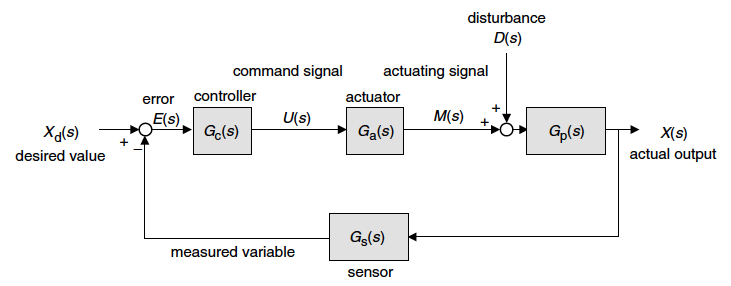 disturbance
D(s)
command signal
actuating signal
error
controller
actuator
E(s)
U(s)
M(s)
+
+
X_d(s)
G_c(s)
G_a(s)
G_p(s)
X(s)
+
−
desired value
actual output
G_s(s)
measured variable
sensor